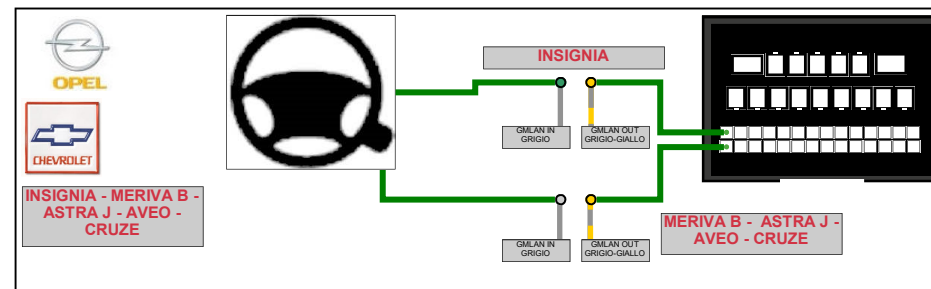 OPEL
CHEVROLET
INSIGNIA - MERIVA B -
ASTRA J - AVEO -
CRUZE
INSIGNIA
GMLAN IN
GRIGIO
GMLAN OUT
GRIGIO-GIALLO
GMLAN IN
GRIGIO
GMLAN OUT
GRIGIO-GIALLO
MERIVA B - ASTRA J -
AVEO - CRUZE